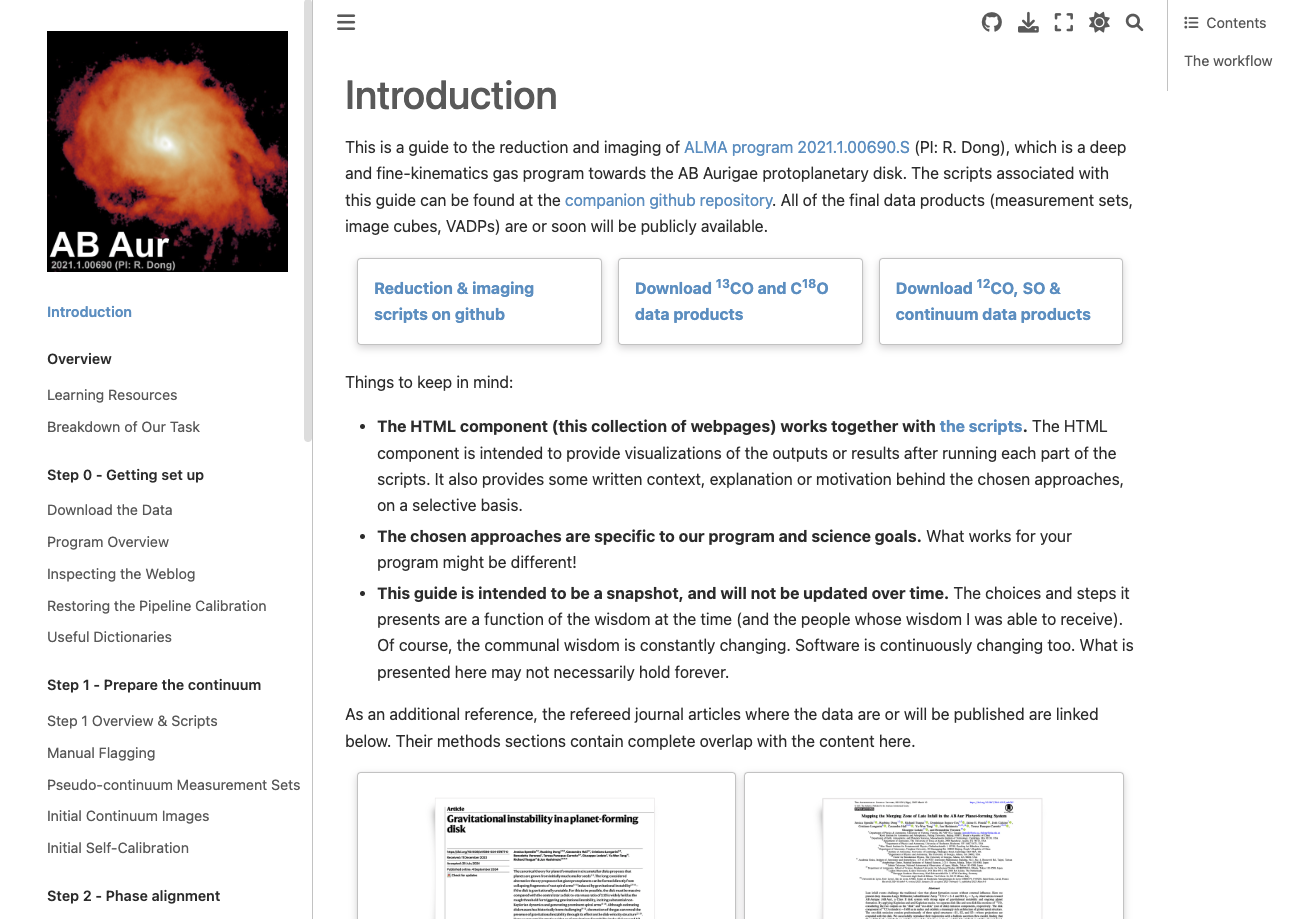 AB Aur
2021.1.00690 (PI: R. Dong)
Introduction
Overview
Learning Resources
Breakdown of Our Task
Step 0 - Getting set up
Download the Data
Program Overview
Inspecting the Weblog
Restoring the Pipeline Calibration
Useful Dictionaries
Step 1 - Prepare the continuum
Step 1 Overview & Scripts
Manual Flagging
Pseudo-continuum Measurement Sets
Initial Continuum Images
Initial Self-Calibration
Step 2 - Phase alignment
Introduction
This is a guide to the reduction and imaging of ALMA program 2021.1.00690.S (PI: R. Dong), which is a deep
and fine-kinematics gas program towards the AB Aurigae protoplanetary disk. The scripts associated with
this guide can be found at the companion github repository. All of the final data products (measurement sets,
image cubes, VADPs) are or soon will be publicly available.
Reduction & imaging
scripts on github
Download ¹³CO and C¹⁸O
data products
Download ¹²CO, SO &
continuum data products
Things to keep in mind:
• The HTML component (this collection of webpages) works together with the scripts. The HTML
component is intended to provide visualizations of the outputs or results after running each part of the
scripts. It also provides some written context, explanation or motivation behind the chosen approaches,
on a selective basis.
• The chosen approaches are specific to our program and science goals. What works for your
program might be different!
• This guide is intended to be a snapshot, and will not be updated over time. The choices and steps it
presents are a function of the wisdom at the time (and the people whose wisdom I was able to receive).
Of course, the communal wisdom is constantly changing. Software is continuously changing too. What is
presented here may not necessarily hold forever.
As an additional reference, the refereed journal articles where the data are or will be published are linked
below. Their methods sections contain complete overlap with the content here.
Article
Gravitational instability in a planet-forming
disk
Mapping the Merging Zone of Late Infall in the AB Aur Planet-forming System
Abstract
Contents
The workflow